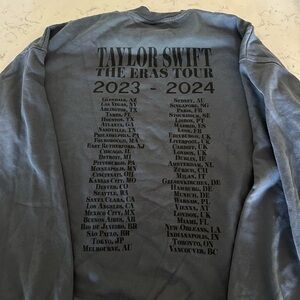 TAYLOR SWIFT
THE ERAS TOUR
2023 - 2024
GLENDALE, AZ
LAS VEGAS, NV
ARLINGTON, TX
TAMPA, FL
HOUSTON, TX
ATLANTA, GA
NASHVILLE, TN
PHILADELPHIA, PA
FOXBOROUGH, MA
EAST RUTHERFORD, NJ
CHICAGO, IL
DETROIT, MI
PITTSBURGH, PA
MINNEAPOLIS, MN
CINCINNATI, OH
KANSAS CITY, MO
DENVER, CO
SEATTLE, WA
SANTA CLARA, CA
LOS ANGELES, CA
MEXICO CITY, MX
BUENOS AIRES, AR
RIO DE JANEIRO, BR
SÃO PAULO, BR
TOKYO, JP
MELBOURNE, AU
SYDNEY, AU
SINGAPORE, SG
PARIS, FR
STOCKHOLM, SE
LISBON, PT
MADRID, ES
LYON, FR
EDINBURGH, UK
LIVERPOOL, UK
CARDIFF, UK
LONDON, UK
DUBLIN, IE
AMSTERDAM, NL
ZÜRICH, CH
MILAN, IT
GELSENKIRCHEN, DE
HAMBURG, DE
MUNICH, DE
WARSAW, PL
VIENNA, AT
LONDON, UK
MIAMI, FL
NEW ORLEANS, LA
INDIANAPOLIS, IN
TORONTO, ON
VANCOUVER, BC